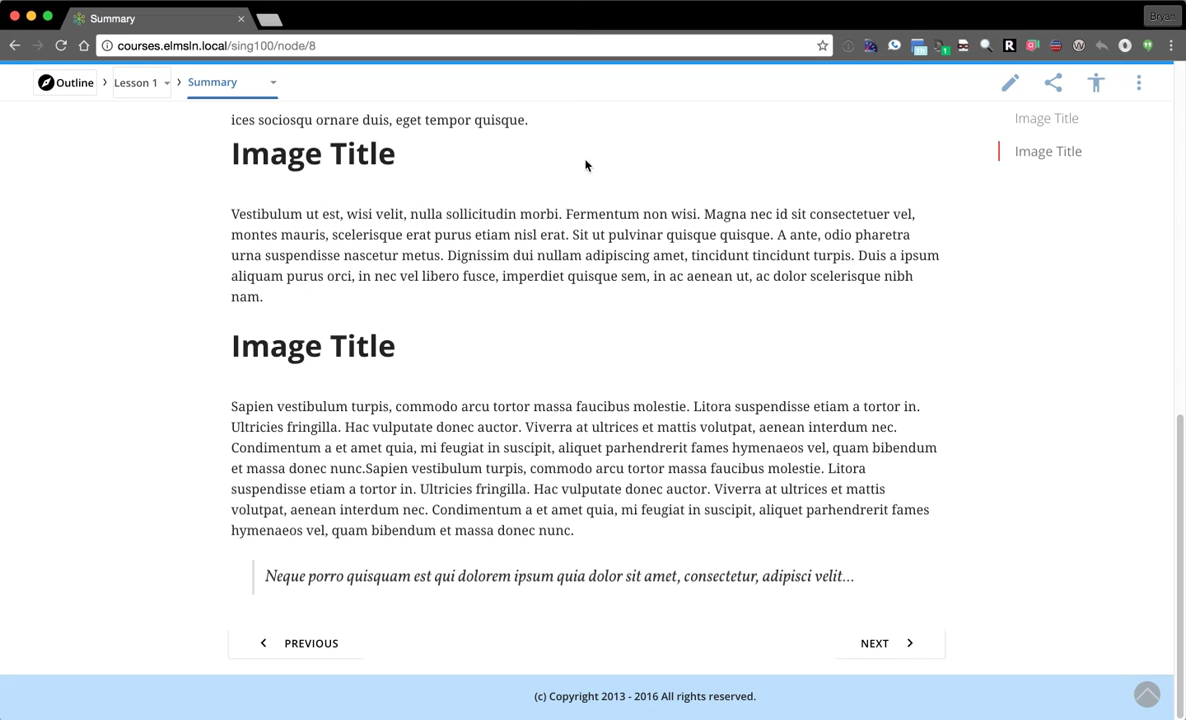 Summary
Bryan
courses.elmsln.local/sing100/node/8
Outline
Lesson 1
Summary
ices sociosqu ornare duis, eget tempor quisque.
Image Title
Image Title
Image Title
Vestibulum ut est, wisi velit, nulla sollicitudin morbi. Fermentum non wisi. Magna nec id sit consectetuer vel,
montes mauris, scelerisque erat purus etiam nisl erat. Sit ut pulvinar quisque quisque. A ante, odio pharetra
urna suspendisse nascetur metus. Dignissim dui nullam adipiscing amet, tincidunt tincidunt turpis. Duis a ipsum
aliquam purus orci, in nec vel libero fusce, imperdiet quisque sem, in ac aenean ut, ac dolor scelerisque nibh
nam.
Image Title
Sapien vestibulum turpis, commodo arcu tortor massa faucibus molestie. Litora suspendisse etiam a tortor in.
Ultricies fringilla. Hac vulputate donec auctor. Viverra at ultrices et mattis volutpat, aenean interdum nec.
Condimentum a et amet quia, mi feugiat in suscipit, aliquet parhendrerit fames hymenaeos vel, quam bibendum
et massa donec nunc.Sapien vestibulum turpis, commodo arcu tortor massa faucibus molestie. Litora
suspendisse etiam a tortor in. Ultricies fringilla. Hac vulputate donec auctor. Viverra at ultrices et mattis
volutpat, aenean interdum nec. Condimentum a et amet quia, mi feugiat in suscipit, aliquet parhendrerit fames
hymenaeos vel, quam bibendum et massa donec nunc.
Neque porro quisquam est qui dolorem ipsum quia dolor sit amet, consectetur, adipisci velit...
PREVIOUS
NEXT
(c) Copyright 2013 - 2016 All rights reserved.